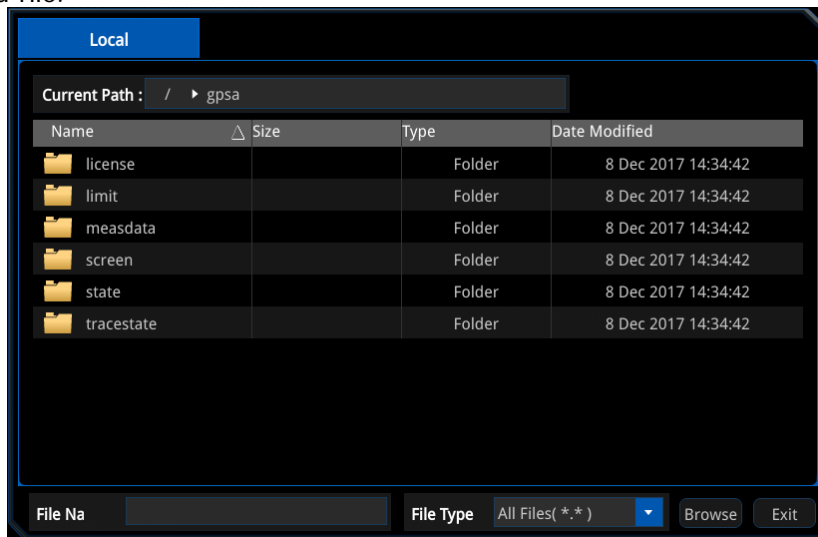 Local
Current Path : / gpsa
Name Size Type Date Modified
license Folder 8 Dec 2017 14:34:42
limit Folder 8 Dec 2017 14:34:42
measdata Folder 8 Dec 2017 14:34:42
screen Folder 8 Dec 2017 14:34:42
state Folder 8 Dec 2017 14:34:42
tracestate Folder 8 Dec 2017 14:34:42
File Na File Type All Files( *.* ) Browse Exit